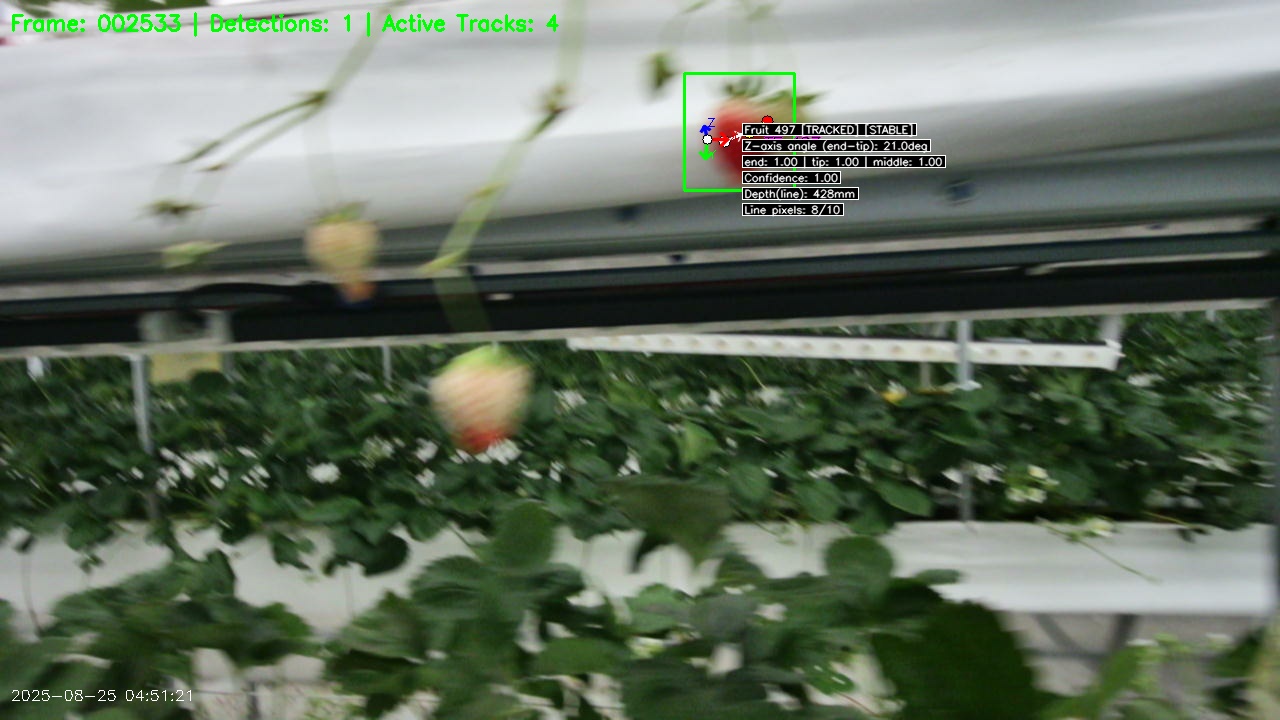 Frame: 002533 | Detections: 1 | Active Tracks: 4
Z
Fruit 497 [TRACKED] [STABLE]
Z-axis angle (end-tip): 21.0deg
end: 1.00 | tip: 1.00 | middle: 1.00
Confidence: 1.00
Depth(line): 428mm
Line pixels: 8/10
2025-08-25 04:51:21